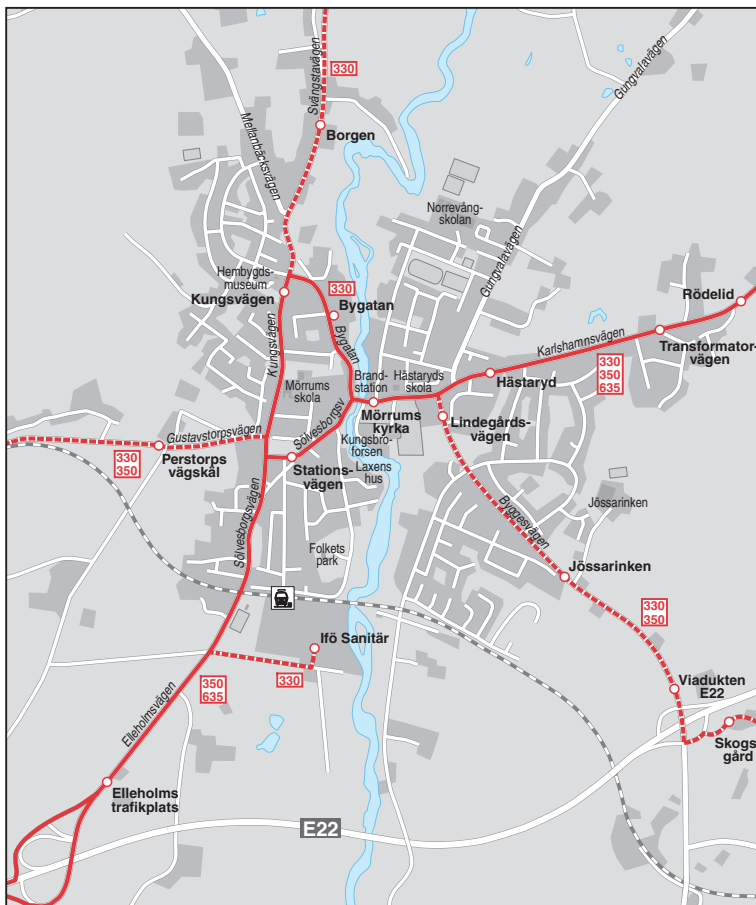 Svängstavägen
330
Gungvalavägen
Mellanbäcksvägen
Borgen
Norrevång-
skolan
Gungvalavägen
Hembygds-
museum
Kungsvägen
330
Bygatan
Bygatan
Kungsvägen
Rödelid
Karlshamnsvägen
Transformator-
vägen
330
350
635
Brand-
station
Hästaryds
skola
Hästaryd
Mörrums
skola
Mörrums
kyrka
Lindegårds-
vägen
Sölvesborgsv
Gustavstorpsvägen
Kungsbro-
forsen
330
350
Perstorps
vägskål
Stations-
vägen
Laxens
hus
Sölvesborgsvägen
Byggesvägen
Jössarinken
Folkets
park
Jössarinken
330
350
Ifö Sanitär
350
635
330
Viadukten
E22
Elleholmsvägen
Skogs-
gård
Elleholms
trafikplats
E22